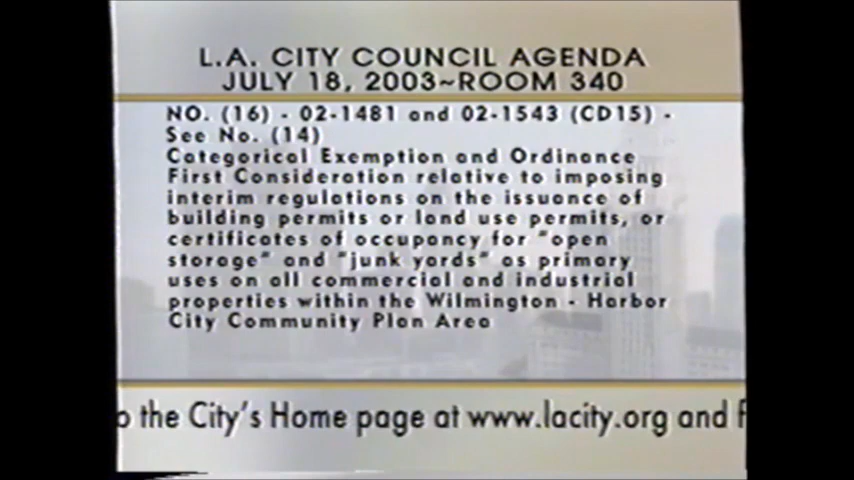 L.A. CITY COUNCIL AGENDA
JULY 18, 2003~ROOM 340
NO. (16) - 02-1481 and 02-1543 (CD15) -
See No. (14)
Categorical Exemption and Ordinance
First Consideration relative to imposing
interim regulations on the issuance of
building permits or land use permits, or
certificates of occupancy for "open
storage" and "junk yards" as primary
uses on all commercial and industrial
properties within the Wilmington - Harbor
City Community Plan Area
o the City's Home page at www.lacity.org and f